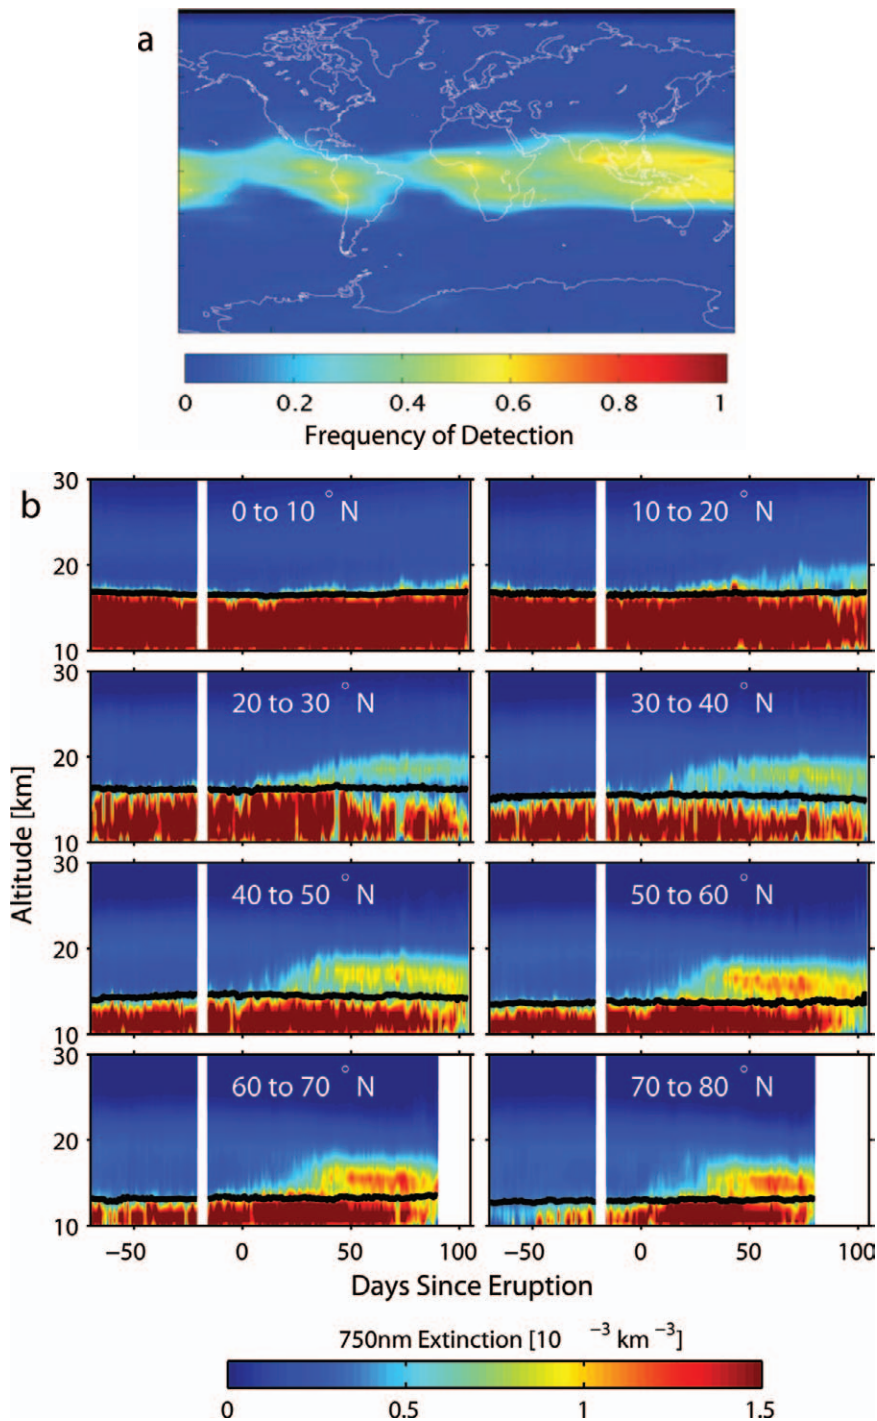 a
0 0.2 0.4 0.6 0.8 1
Frequency of Detection
b
30
20
10
0 to 10 ° N
10 to 20 ° N
30
20
10
20 to 30 ° N
30 to 40 ° N
30
20
10
40 to 50 ° N
50 to 60 ° N
30
20
10
60 to 70 ° N
70 to 80 ° N
Altitude [km]
−50 0 50 100
−50 0 50 100
Days Since Eruption
750nm Extinction [10 −3 km −3]
0 0.5 1 1.5